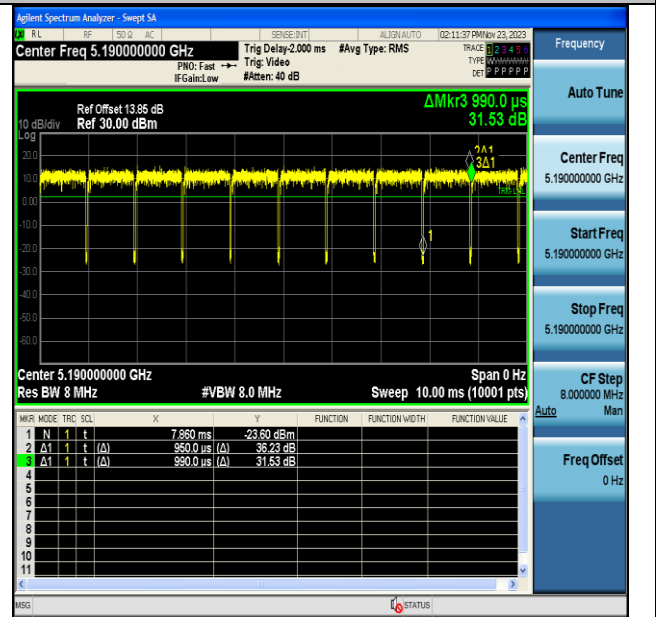 Agilent Spectrum Analyzer - Swept SA
RL RF 50 Ω AC SENSE:INT ALIGN AUTO 02:11:37 PM Nov 23, 2023
Center Freq 5.190000000 GHz
PNO: Fast
IFGain:Low
Trig Delay-2.000 ms
Trig: Video
#Atten: 40 dB
#Avg Type: RMS
TRACE 1 2 3 4 5 6
TYPE
DET P P P P P
Frequency
Auto Tune
Center Freq
5.190000000 GHz
Start Freq
5.190000000 GHz
Stop Freq
5.190000000 GHz
CF Step
8.000000 MHz
Auto Man
Freq Offset
0 Hz
ΔMkr3 990.0 µs
31.53 dB
Ref Offset 13.85 dB
10 dB/div Ref 30.00 dBm
Log
20.0
10.0
0.00
-10.0
-20.0
-30.0
-40.0
-50.0
-60.0
2Δ1
3Δ1
TRIG LVL
1
Center 5.190000000 GHz Span 0 Hz
Res BW 8 MHz #VBW 8.0 MHz Sweep 10.00 ms (10001 pts)
MKR MODE TRC SCL X Y FUNCTION FUNCTION WIDTH FUNCTION VALUE
1 N 1 t 7.860 ms -23.60 dBm
2 Δ1 1 t (Δ) 950.0 µs (Δ) 36.23 dB
3 Δ1 1 t (Δ) 990.0 µs (Δ) 31.53 dB
4
5
6
7
8
9
10
11
MSG STATUS